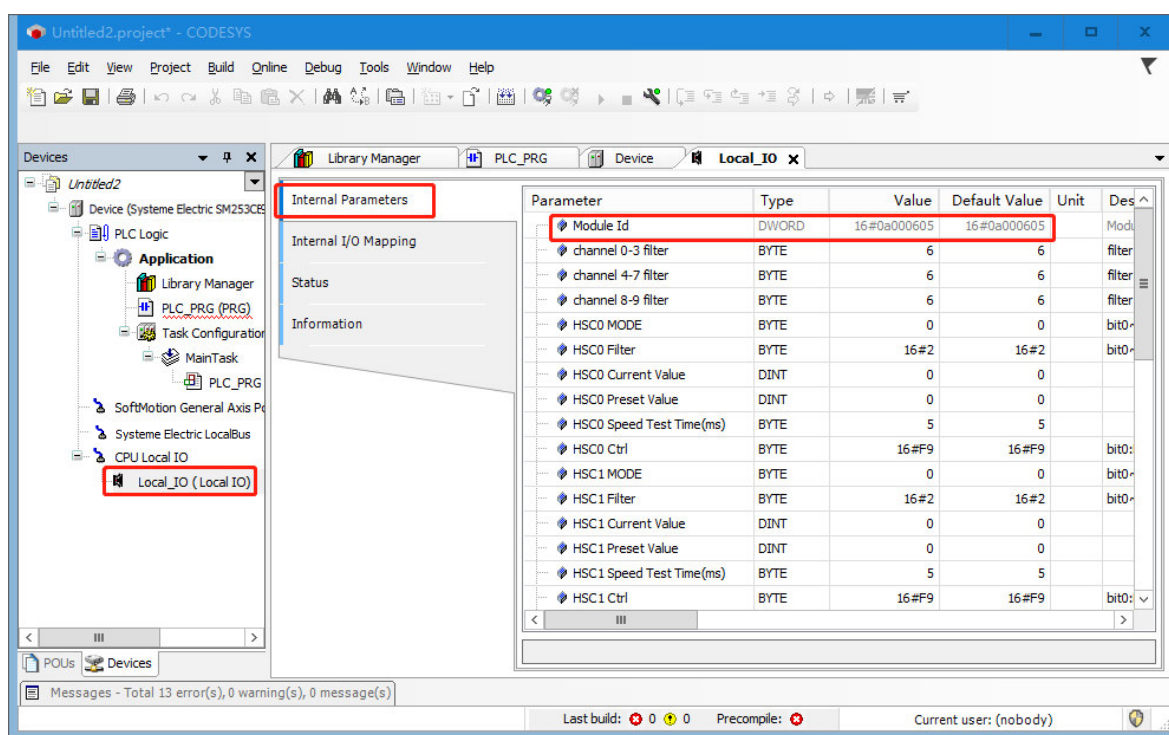 Untitled2.project* - CODESYS
File Edit View Project Build Online Debug Tools Window Help
Devices
Library Manager PLC_PRG Device Local_IO
Untitled2
Device (Systeme Electric SM253CES
PLC Logic
Application
Library Manager
PLC_PRG (PRG)
Task Configuration
MainTask
PLC_PRG
SoftMotion General Axis Po
Systeme Electric LocalBus
CPU Local IO
Local_IO (Local IO)
POUs Devices
Internal Parameters
Internal I/O Mapping
Status
Information
Parameter Type Value Default Value Unit Des
Module Id DWORD 16#0a000605 16#0a000605 Modu
channel 0-3 filter BYTE 6 6 filter
channel 4-7 filter BYTE 6 6 filter
channel 8-9 filter BYTE 6 6 filter
HSC0 MODE BYTE 0 0 bit0~
HSC0 Filter BYTE 16#2 16#2 bit0~
HSC0 Current Value DINT 0 0
HSC0 Preset Value DINT 0 0
HSC0 Speed Test Time(ms) BYTE 5 5
HSC0 Ctrl BYTE 16#F9 16#F9 bit0:
HSC1 MODE BYTE 0 0 bit0~
HSC1 Filter BYTE 16#2 16#2 bit0~
HSC1 Current Value DINT 0 0
HSC1 Preset Value DINT 0 0
HSC1 Speed Test Time(ms) BYTE 5 5
HSC1 Ctrl BYTE 16#F9 16#F9 bit0:
Messages - Total 13 error(s), 0 warning(s), 0 message(s)
Last build: 0 0 Precompile: Current user: (nobody)